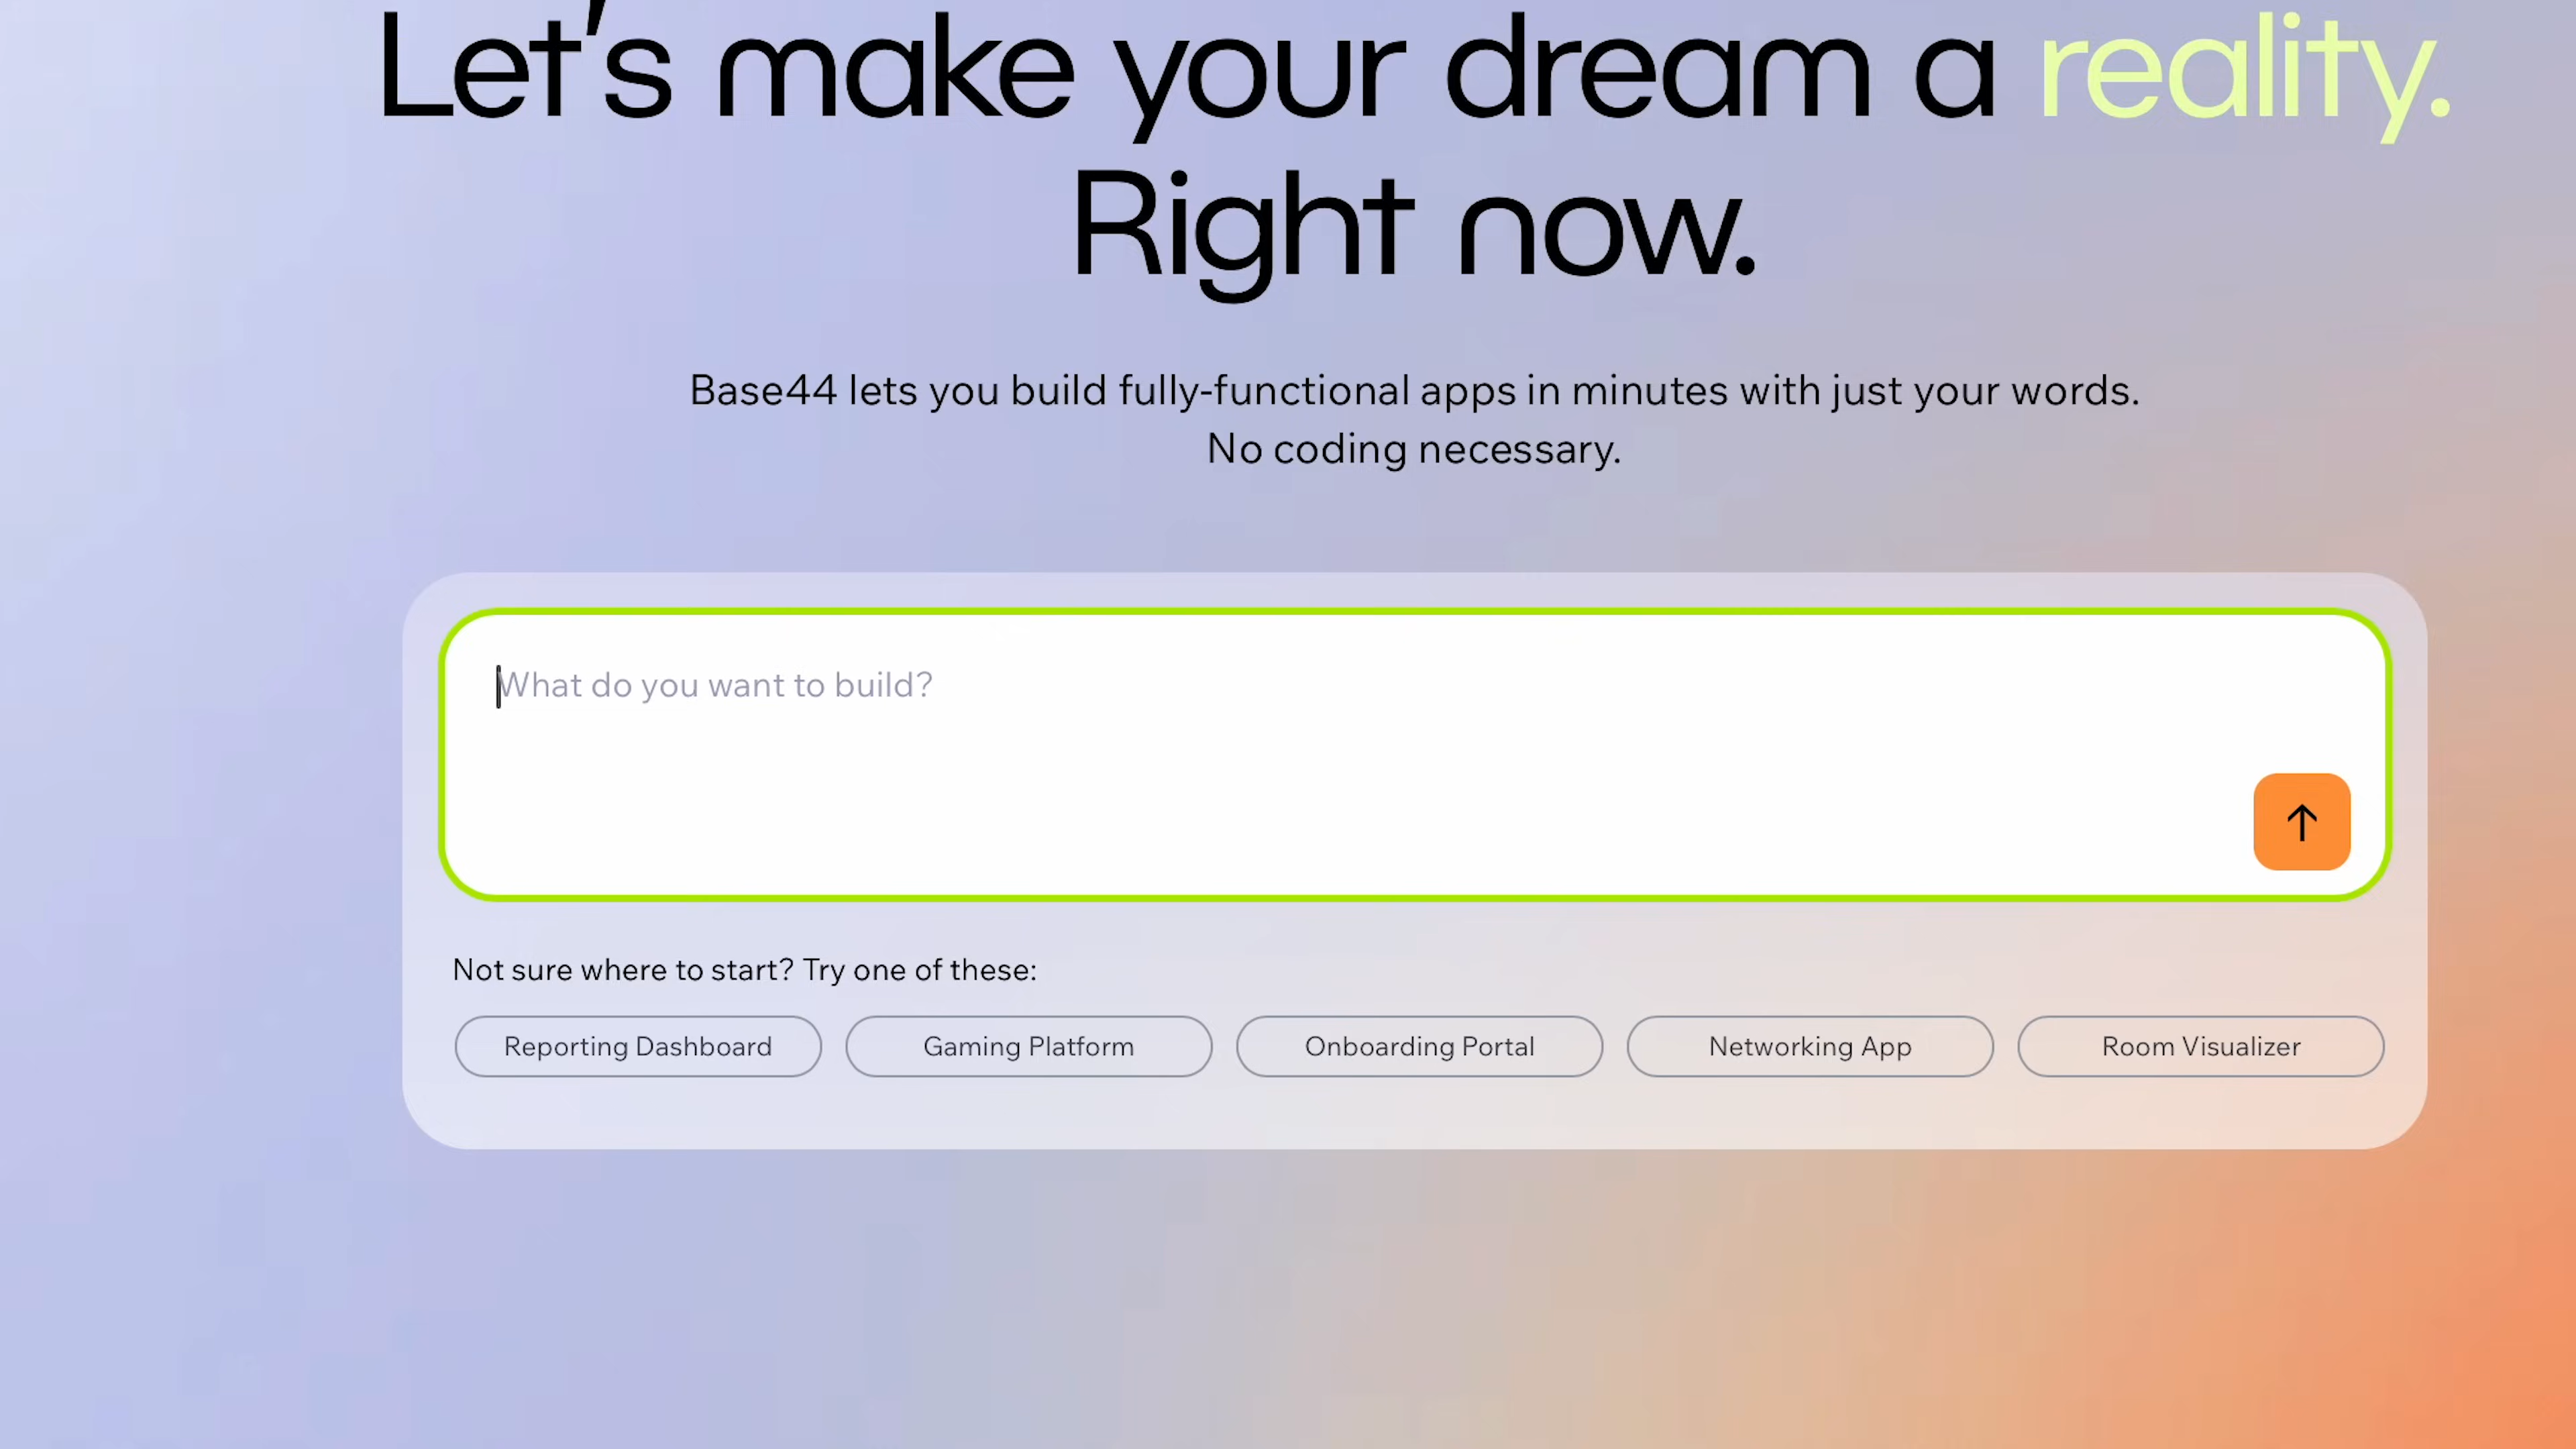 Let's make your dream a reality.
Right now.
Base44 lets you build fully-functional apps in minutes with just your words.
No coding necessary.
What do you want to build?
Not sure where to start? Try one of these:
Reporting Dashboard
Gaming Platform
Onboarding Portal
Networking App
Room Visualizer